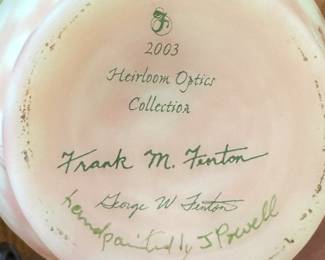 F
2003
Heirloom Optics
Collection
Frank M. Fenton
George W Fenton
handpainted by J Powell